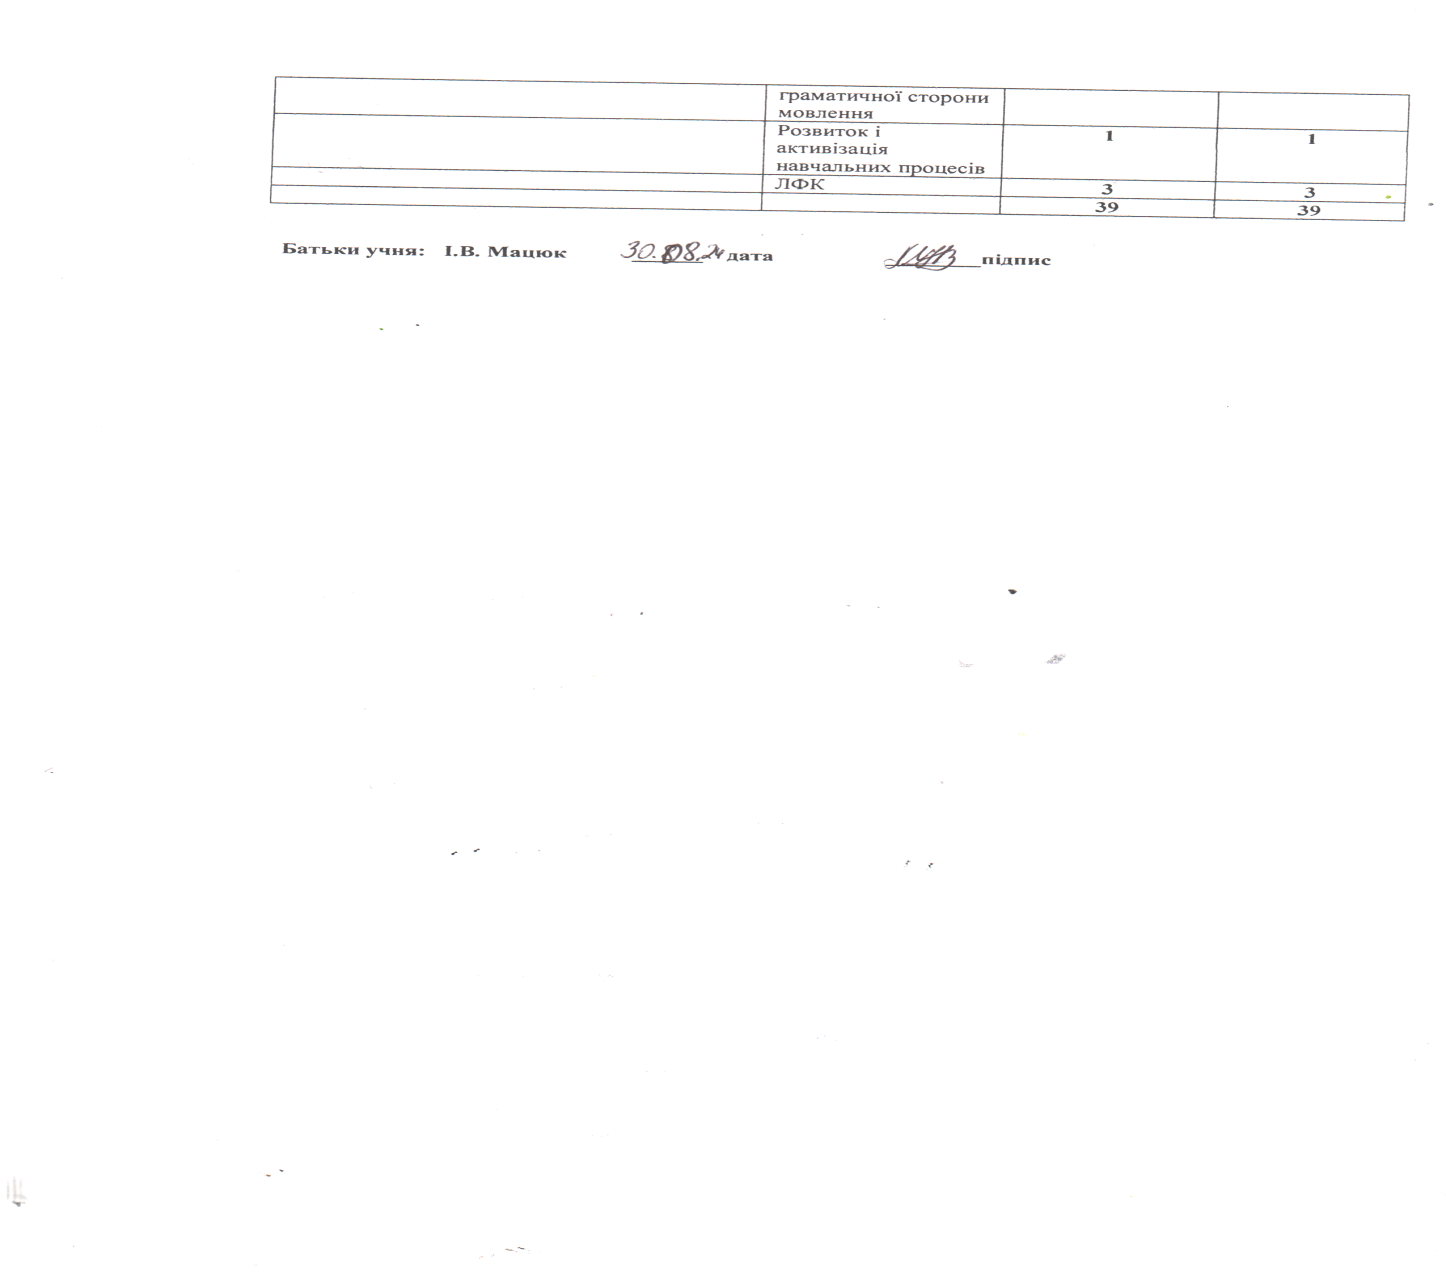 граматичної сторони
мовлення
Розвиток і 1 1
активізація
навчальних процесів
ЛФК 3 3
39 39
Батьки учня: І.В. Мацюк 30.08.24 дата підпис